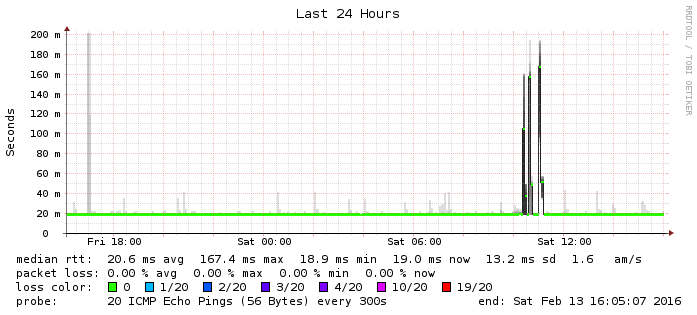 Last 24 Hours
RRDTOOL / TOBI OETIKER
Seconds
200 m
180 m
160 m
140 m
120 m
100 m
80 m
60 m
40 m
20 m
0
Fri 18:00 Sat 00:00 Sat 06:00 Sat 12:00
median rtt: 20.6 ms avg 167.4 ms max 18.9 ms min 19.0 ms now 13.2 ms sd 1.6 am/s
packet loss: 0.00 % avg 0.00 % max 0.00 % min 0.00 % now
loss color: 0 1/20 2/20 3/20 4/20 10/20 19/20
probe: 20 ICMP Echo Pings (56 Bytes) every 300s end: Sat Feb 13 16:05:07 2016